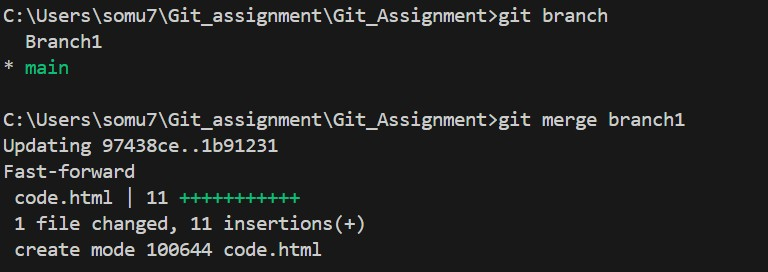 C:\Users\somu7\Git_assignment\Git_Assignment>git branch
  Branch1
* main
C:\Users\somu7\Git_assignment\Git_Assignment>git merge branch1
Updating 97438ce..1b91231
Fast-forward
 code.html | 11 +++++++++++
 1 file changed, 11 insertions(+)
 create mode 100644 code.html